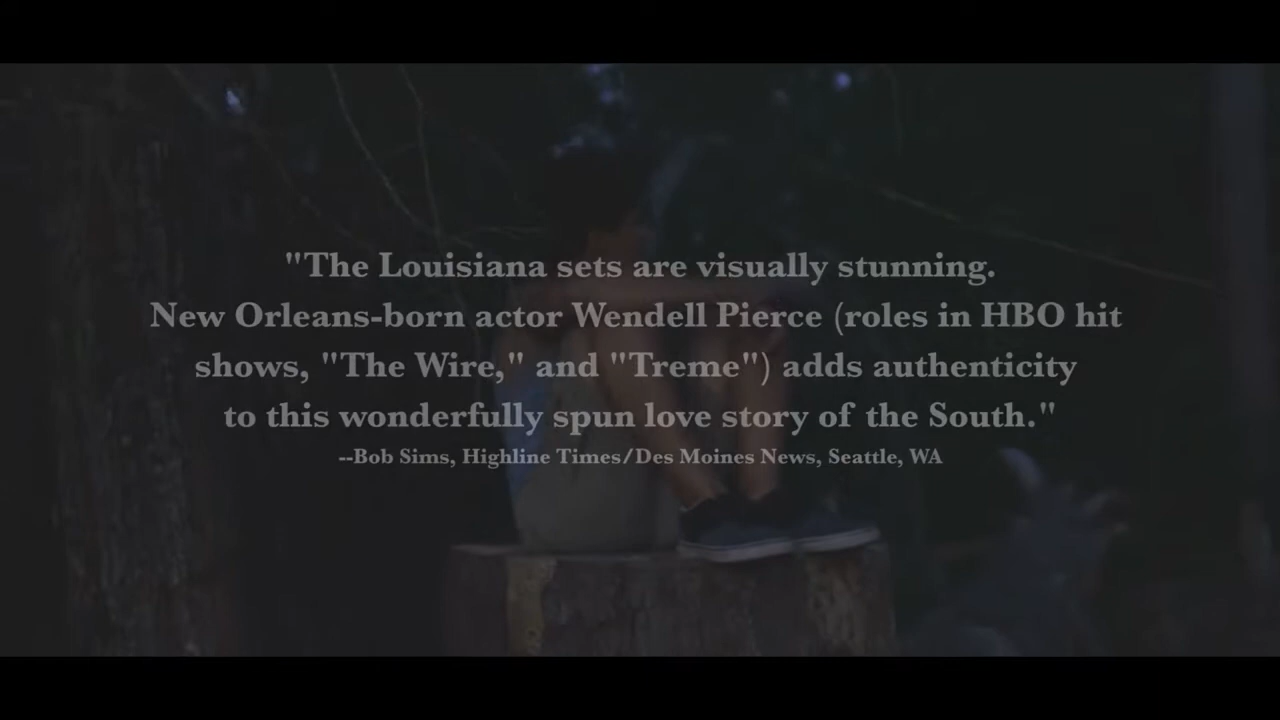 "The Louisiana sets are visually stunning.
New Orleans-born actor Wendell Pierce (roles in HBO hit
shows, "The Wire," and "Treme") adds authenticity
to this wonderfully spun love story of the South."
--Bob Sims, Highline Times/Des Moines News, Seattle, WA